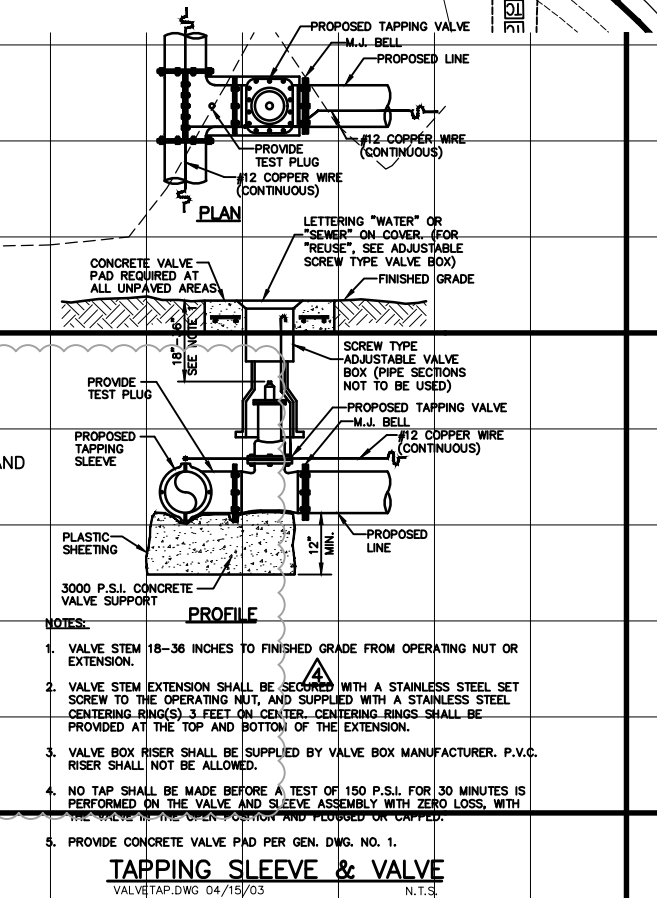 PROPOSED TAPPING VALVE
M.J. BELL
PROPOSED LINE
#12 COPPER WIRE
(CONTINUOUS)
PROVIDE
TEST PLUG
#12 COPPER WIRE
(CONTINUOUS)
PLAN
LETTERING "WATER" OR
"SEWER" ON COVER. (FOR
"REUSE", SEE ADJUSTABLE
SCREW TYPE VALVE BOX)
CONCRETE VALVE
PAD REQUIRED AT
ALL UNPAVED AREAS
FINISHED GRADE
18"-36"
SEE NOTE 1
SCREW TYPE
ADJUSTABLE VALVE
BOX (PIPE SECTIONS
NOT TO BE USED)
PROVIDE
TEST PLUG
PROPOSED TAPPING VALVE
M.J. BELL
#12 COPPER WIRE
(CONTINUOUS)
PROPOSED
TAPPING
SLEEVE
AND
PLASTIC
SHEETING
12"
MIN.
PROPOSED
LINE
3000 P.S.I. CONCRETE
VALVE SUPPORT
PROFILE
NOTES:
1. VALVE STEM 18-36 INCHES TO FINISHED GRADE FROM OPERATING NUT OR
EXTENSION.
4
2. VALVE STEM EXTENSION SHALL BE SECURED WITH A STAINLESS STEEL SET
SCREW TO THE OPERATING NUT, AND SUPPLIED WITH A STAINLESS STEEL
CENTERING RING(S) 3 FEET ON CENTER. CENTERING RINGS SHALL BE
PROVIDED AT THE TOP AND BOTTOM OF THE EXTENSION.
3. VALVE BOX RISER SHALL BE SUPPLIED BY VALVE BOX MANUFACTURER. P.V.C.
RISER SHALL NOT BE ALLOWED.
4. NO TAP SHALL BE MADE BEFORE A TEST OF 150 P.S.I. FOR 30 MINUTES IS
PERFORMED ON THE VALVE AND SLEEVE ASSEMBLY WITH ZERO LOSS, WITH
THE VALVE IN THE OPEN POSITION AND PLUGGED OR CAPPED.
5. PROVIDE CONCRETE VALVE PAD PER GEN. DWG. NO. 1.
TAPPING SLEEVE & VALVE
VALVETAP.DWG 04/15/03
N.T.S.